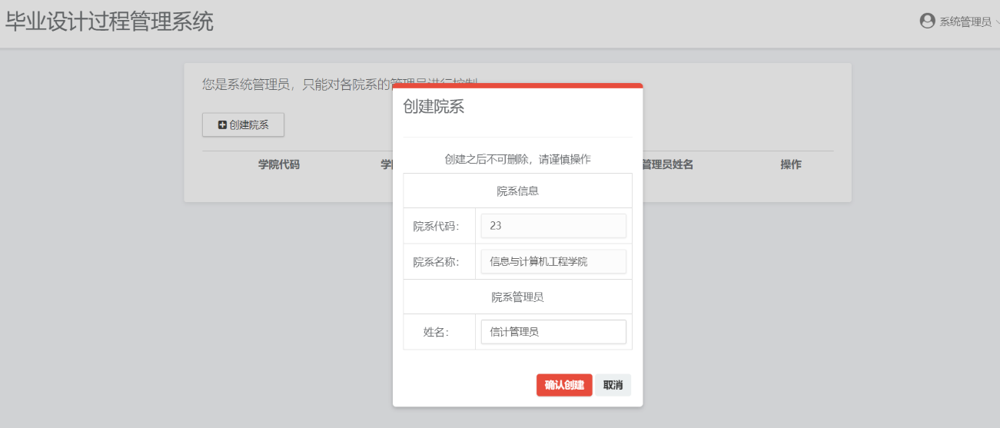 毕业设计过程管理系统
系统管理员
您是系统管理员，只能对各院系的管理员进行控制
创建院系
学院代码
学
管理员姓名
操作
创建院系
创建之后不可删除，请谨慎操作
院系信息
院系代码：
23
院系名称：
信息与计算机工程学院
院系管理员
姓名：
信计管理员
确认创建
取消